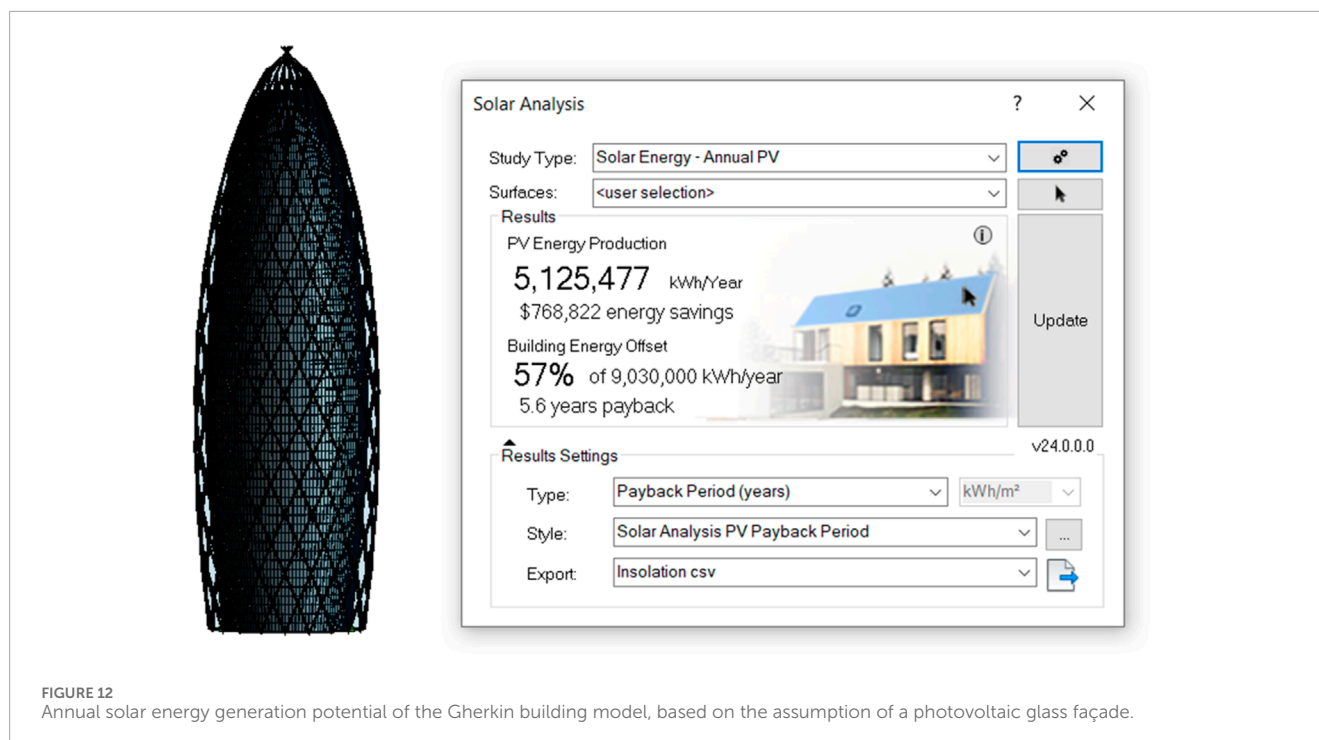 Solar Analysis
?
Study Type: Solar Energy - Annual PV
Surfaces: <user selection>
Results
PV Energy Production
5,125,477 kWh/Year
$768,822 energy savings
Building Energy Offset
57% of 9,030,000 kWh/year
5.6 years payback
Update
v24.0.0.0
Results Settings
Type: Payback Period (years) kWh/m²
Style: Solar Analysis PV Payback Period ...
Export: Insolation csv
FIGURE 12
Annual solar energy generation potential of the Gherkin building model, based on the assumption of a photovoltaic glass façade.